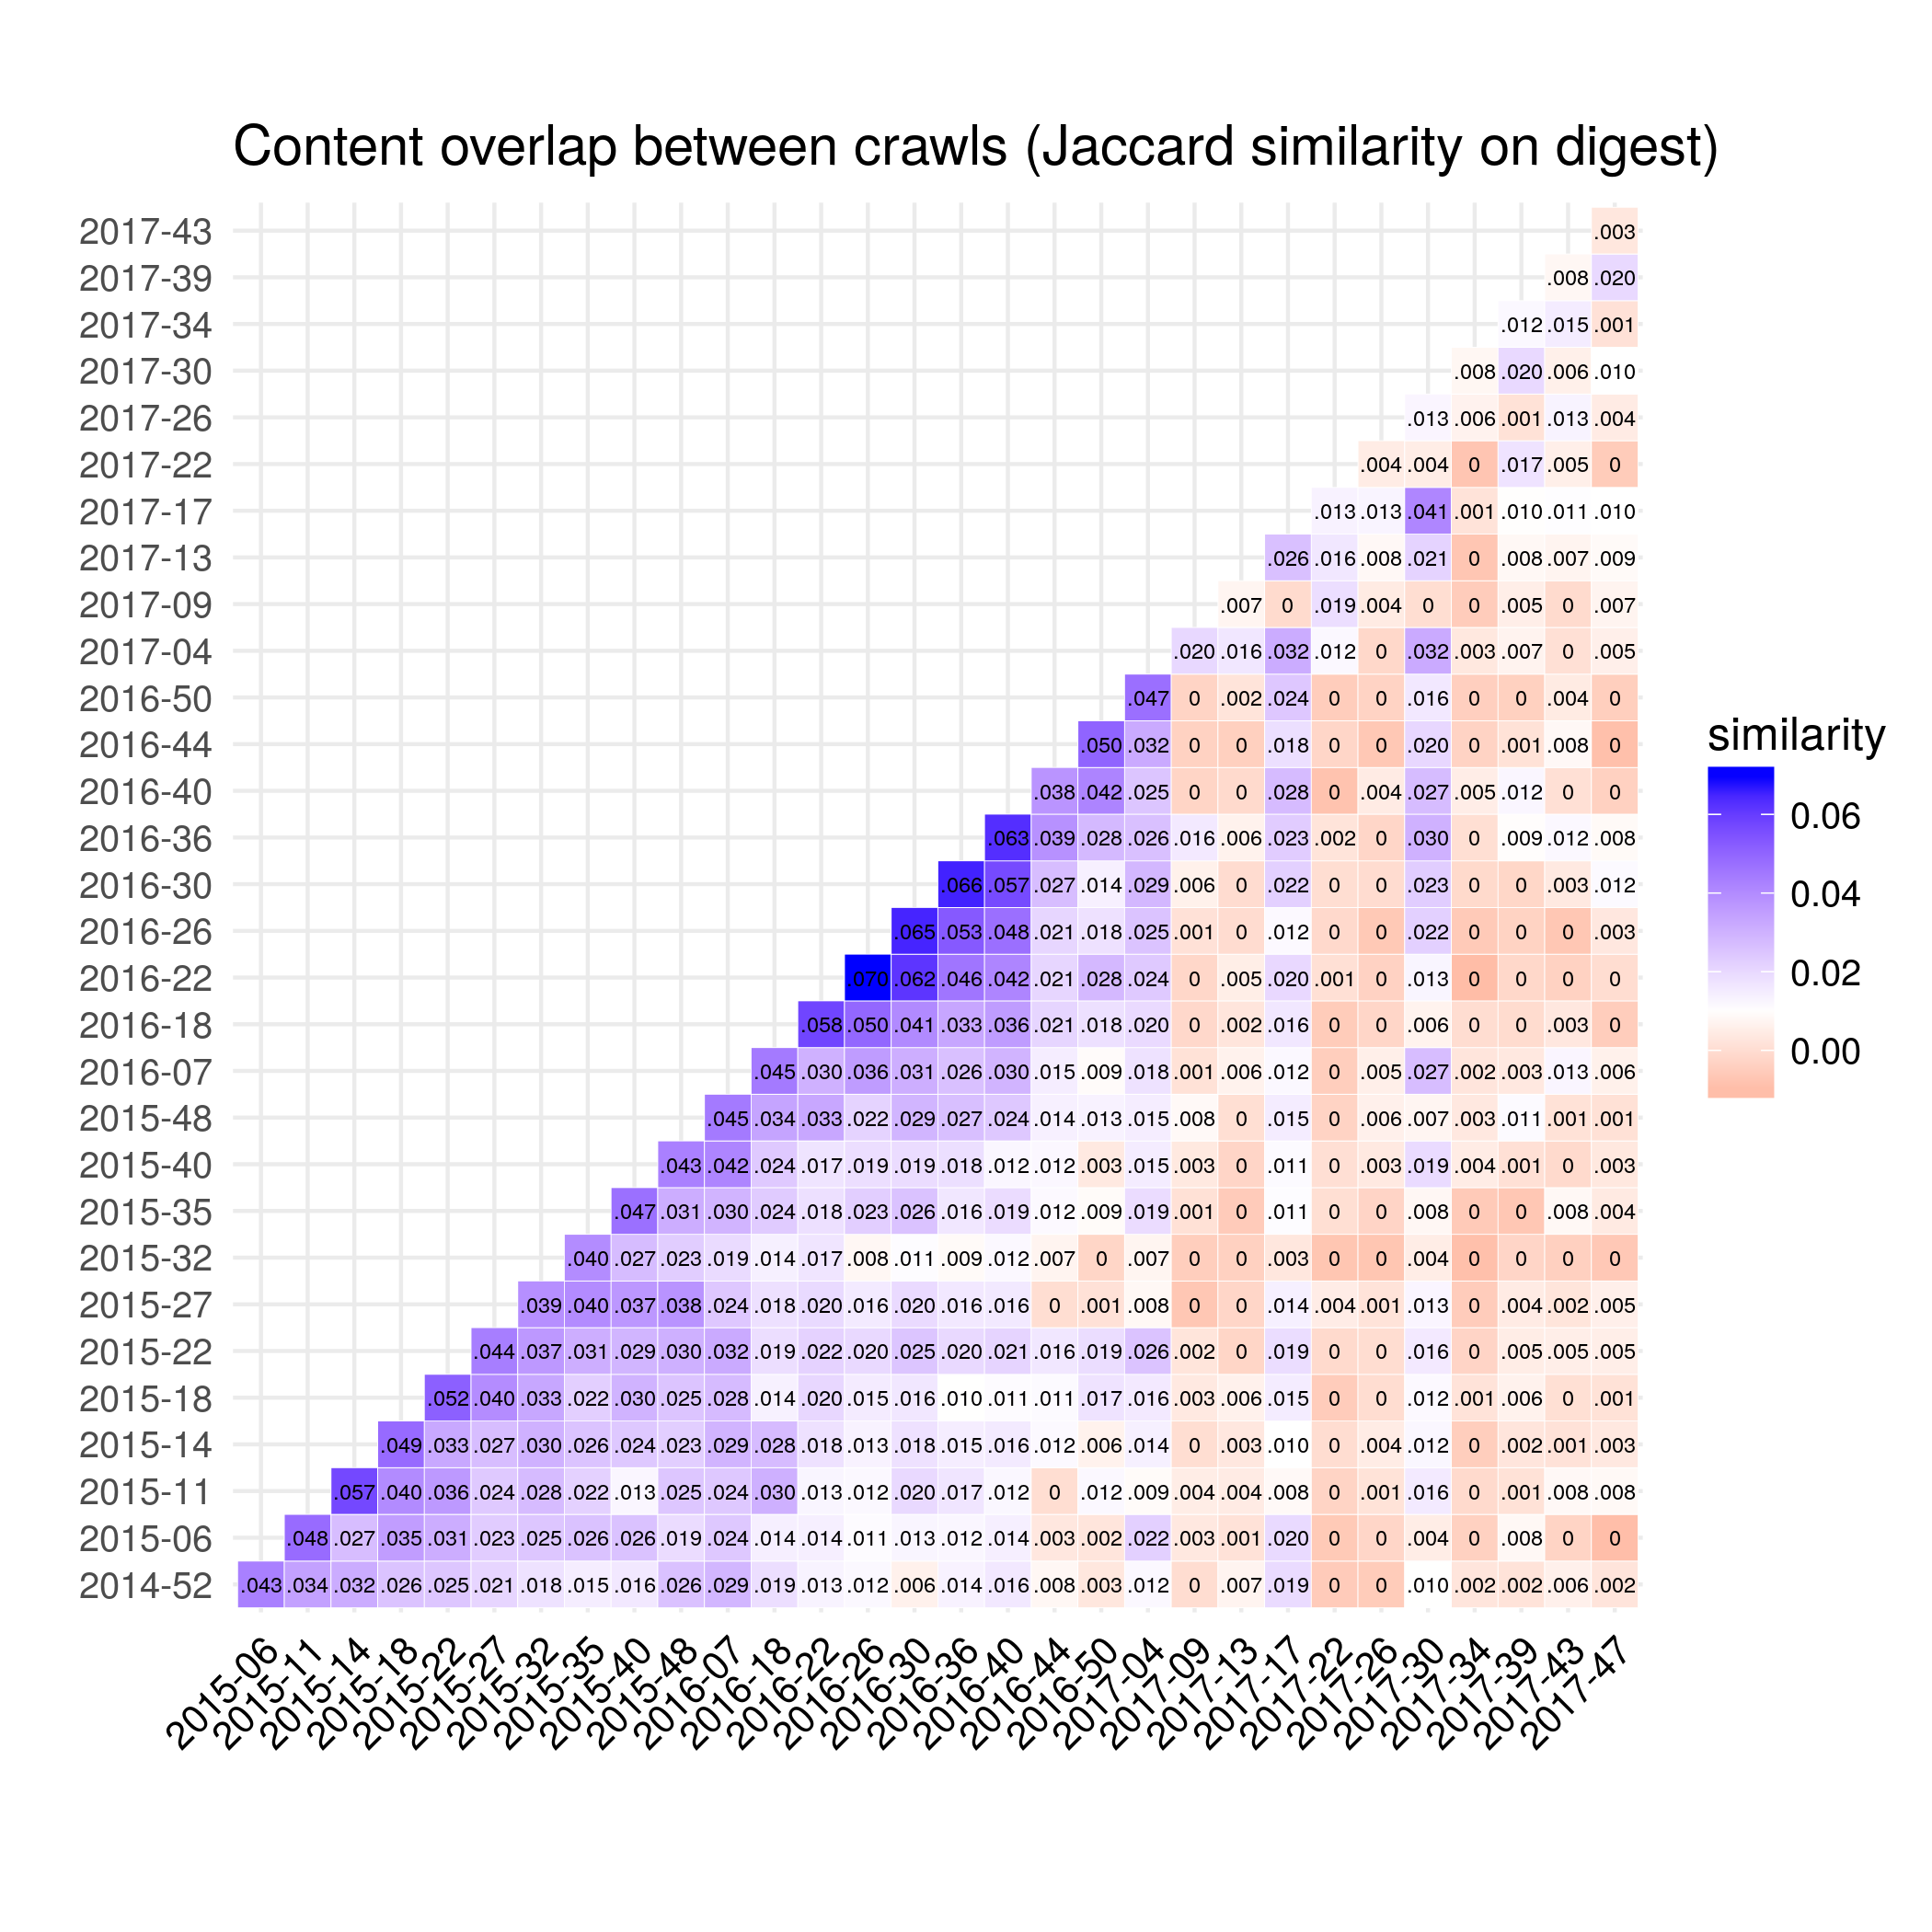 Content overlap between crawls (Jaccard similarity on digest)
2017-43 .003
2017-39 .008 .020
2017-34 .012 .015 .001
2017-30 .008 .020 .006 .010
2017-26 .013 .006 .001 .013 .004
2017-22 .004 .004 0 .017 .005 0
2017-17 .013 .013 .041 .001 .010 .011 .010
2017-13 .026 .016 .008 .021 0 .008 .007 .009
2017-09 .007 0 .019 .004 0 0 .005 0 .007
2017-04 .020 .016 .032 .012 0 .032 .003 .007 0 .005
2016-50 .047 0 .002 .024 0 0 .016 0 0 .004 0
2016-44 .050 .032 0 0 .018 0 0 .020 0 .001 .008 0
2016-40 .038 .042 .025 0 0 .028 0 .004 .027 .005 .012 0 0
2016-36 .063 .039 .028 .026 .016 .006 .023 .002 0 .030 0 .009 .012 .008
2016-30 .066 .057 .027 .014 .029 .006 0 .022 0 0 .023 0 0 .003 .012
2016-26 .065 .053 .048 .021 .018 .025 .001 0 .012 0 0 .022 0 0 0 .003
2016-22 .070 .062 .046 .042 .021 .028 .024 0 .005 .020 .001 0 .013 0 0 0 0
2016-18 .058 .050 .041 .033 .036 .021 .018 .020 0 .002 .016 0 0 .006 0 0 .003 0
2016-07 .045 .030 .036 .031 .026 .030 .015 .009 .018 .001 .006 .012 0 .005 .027 .002 .003 .013 .006
2015-48 .045 .034 .033 .022 .029 .027 .024 .014 .013 .015 .008 0 .015 0 .006 .007 .003 .011 .001 .001
2015-40 .043 .042 .024 .017 .019 .019 .018 .012 .012 .003 .015 .003 0 .011 0 .003 .019 .004 .001 0 .003
2015-35 .047 .031 .030 .024 .018 .023 .026 .016 .019 .012 .009 .019 .001 0 .011 0 0 .008 0 0 .008 .004
2015-32 .040 .027 .023 .019 .014 .017 .008 .011 .009 .012 .007 0 .007 0 0 .003 0 0 .004 0 0 0 0
2015-27 .039 .040 .037 .038 .024 .018 .020 .016 .020 .016 .016 0 .001 .008 0 0 .014 .004 .001 .013 0 .004 .002 .005
2015-22 .044 .037 .031 .029 .030 .032 .019 .022 .020 .025 .020 .021 .016 .019 .026 .002 0 .019 0 0 .016 0 .005 .005 .005
2015-18 .052 .040 .033 .022 .030 .025 .028 .014 .020 .015 .016 .010 .011 .011 .017 .016 .003 .006 .015 0 0 .012 .001 .006 0 .001
2015-14 .049 .033 .027 .030 .026 .024 .023 .029 .028 .018 .013 .018 .015 .016 .012 .006 .014 0 .003 .010 0 .004 .012 0 .002 .001 .003
2015-11 .057 .040 .036 .024 .028 .022 .013 .025 .024 .030 .013 .012 .020 .017 .012 0 .012 .009 .004 .004 .008 0 .001 .016 0 .001 .008 .008
2015-06 .048 .027 .035 .031 .023 .025 .026 .026 .019 .024 .014 .014 .011 .013 .012 .014 .003 .002 .022 .003 .001 .020 0 0 .004 0 .008 0 0
2014-52 .043 .034 .032 .026 .025 .021 .018 .015 .016 .026 .029 .019 .013 .012 .006 .014 .016 .008 .003 .012 0 .007 .019 0 0 .010 .002 .002 .006 .002
2015-06 2015-11 2015-14 2015-18 2015-22 2015-27 2015-32 2015-35 2015-40 2015-48 2016-07 2016-18 2016-22 2016-26 2016-30 2016-36 2016-40 2016-44 2016-50 2017-04 2017-09 2017-13 2017-17 2017-22 2017-26 2017-30 2017-34 2017-39 2017-43 2017-47
similarity
0.06
0.04
0.02
0.00